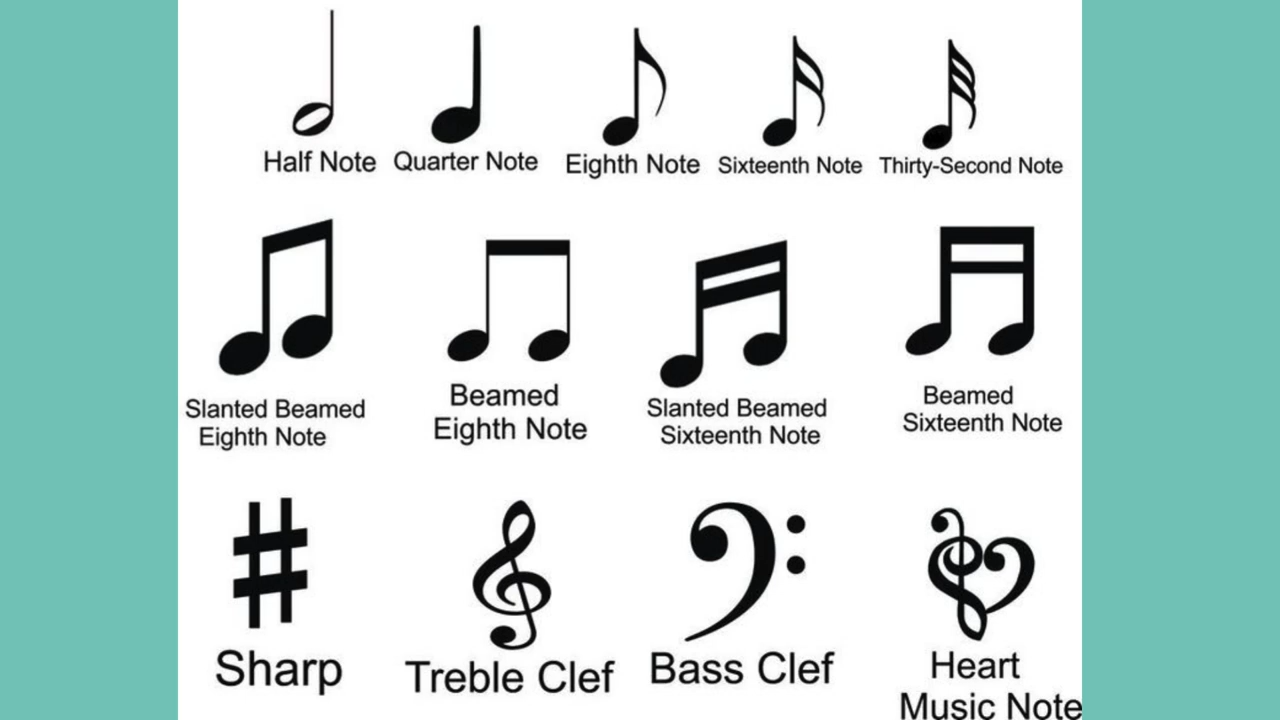 Half Note
Quarter Note
Eighth Note
Sixteenth Note
Thirty-Second Note
Slanted Beamed
Eighth Note
Beamed
Eighth Note
Slanted Beamed
Sixteenth Note
Beamed
Sixteenth Note
Sharp
Treble Clef
Bass Clef
Heart
Music Note